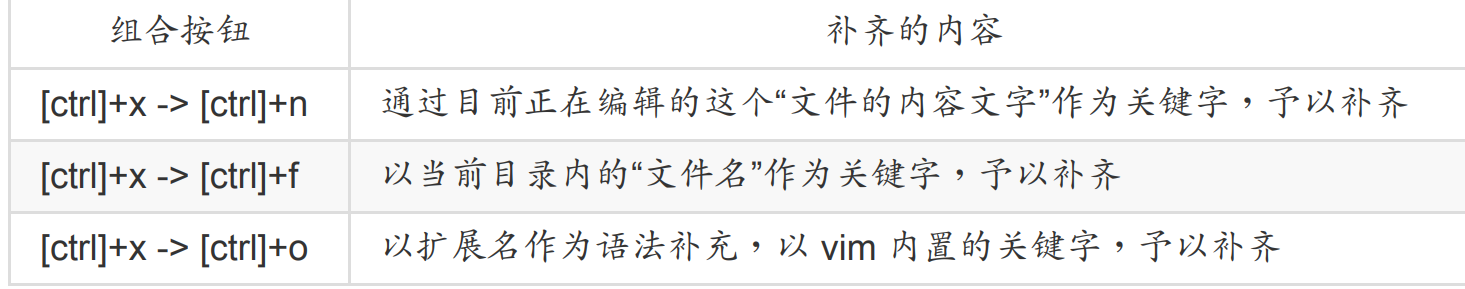 组合按钮 补齐的内容
[ctrl]+x -> [ctrl]+n 通过目前正在编辑的这个“文件的内容文字”作为关键字，予以补齐
[ctrl]+x -> [ctrl]+f 以当前目录内的“文件名”作为关键字，予以补齐
[ctrl]+x -> [ctrl]+o 以扩展名作为语法补充，以 vim 内置的关键字，予以补齐